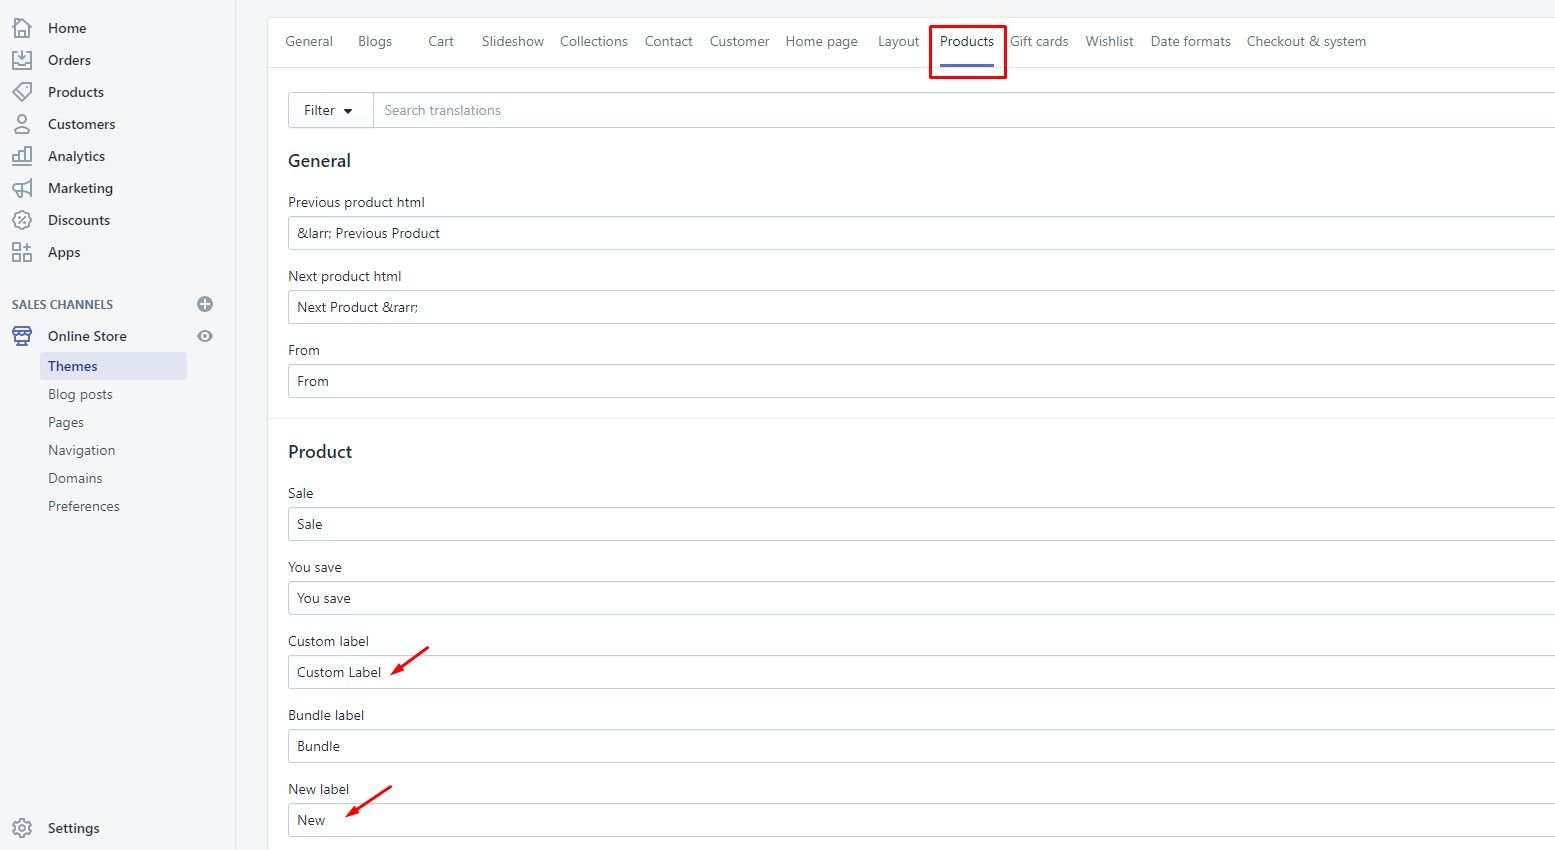 Home
Orders
Products
Customers
Analytics
Marketing
Discounts
Apps
SALES CHANNELS
Online Store
Themes
Blog posts
Pages
Navigation
Domains
Preferences
Settings
General Blogs Cart Slideshow Collections Contact Customer Home page Layout Products Gift cards Wishlist Date formats Checkout & system
Filter Search translations
General
Previous product html
&larr; Previous Product
Next product html
Next Product &rarr;
From
From
Product
Sale
Sale
You save
You save
Custom label
Custom Label
Bundle label
Bundle
New label
New